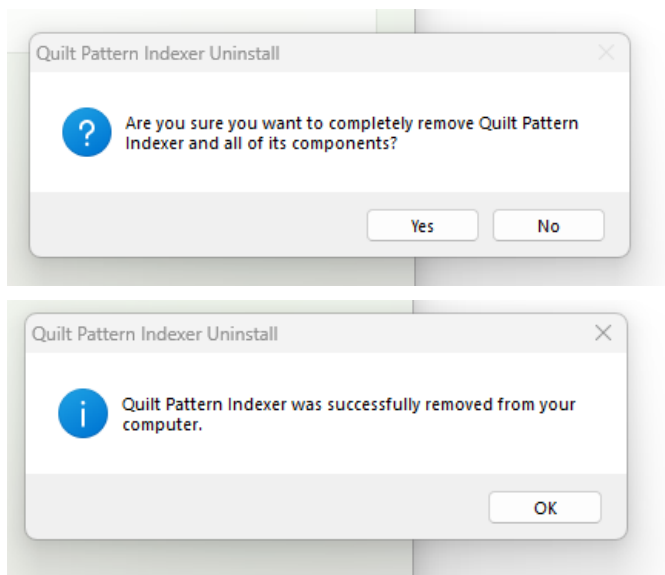 Quilt Pattern Indexer Uninstall
Are you sure you want to completely remove Quilt Pattern
Indexer and all of its components?
Yes
No
Quilt Pattern Indexer Uninstall
Quilt Pattern Indexer was successfully removed from your
computer.
OK